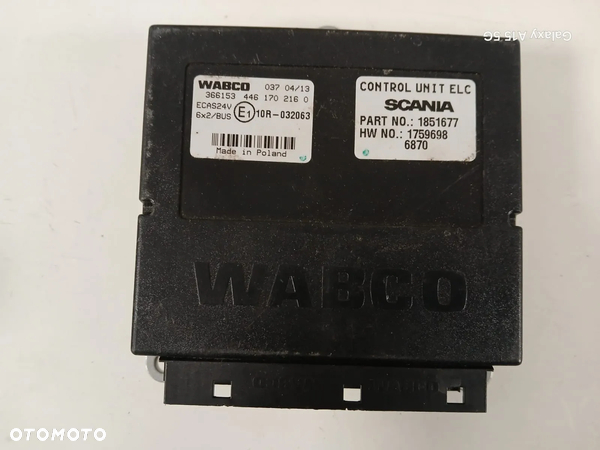 Galaxy A15 5G
WABCO 037 04/13
366153 446 170 216 0
ECAS24V
6x2/BUS E1 10R-032063
Made in Poland
CONTROL UNIT ELC
SCANIA
PART NO.: 1851677
HW NO.: 1759698
6870
WABCO
OTOMOTO